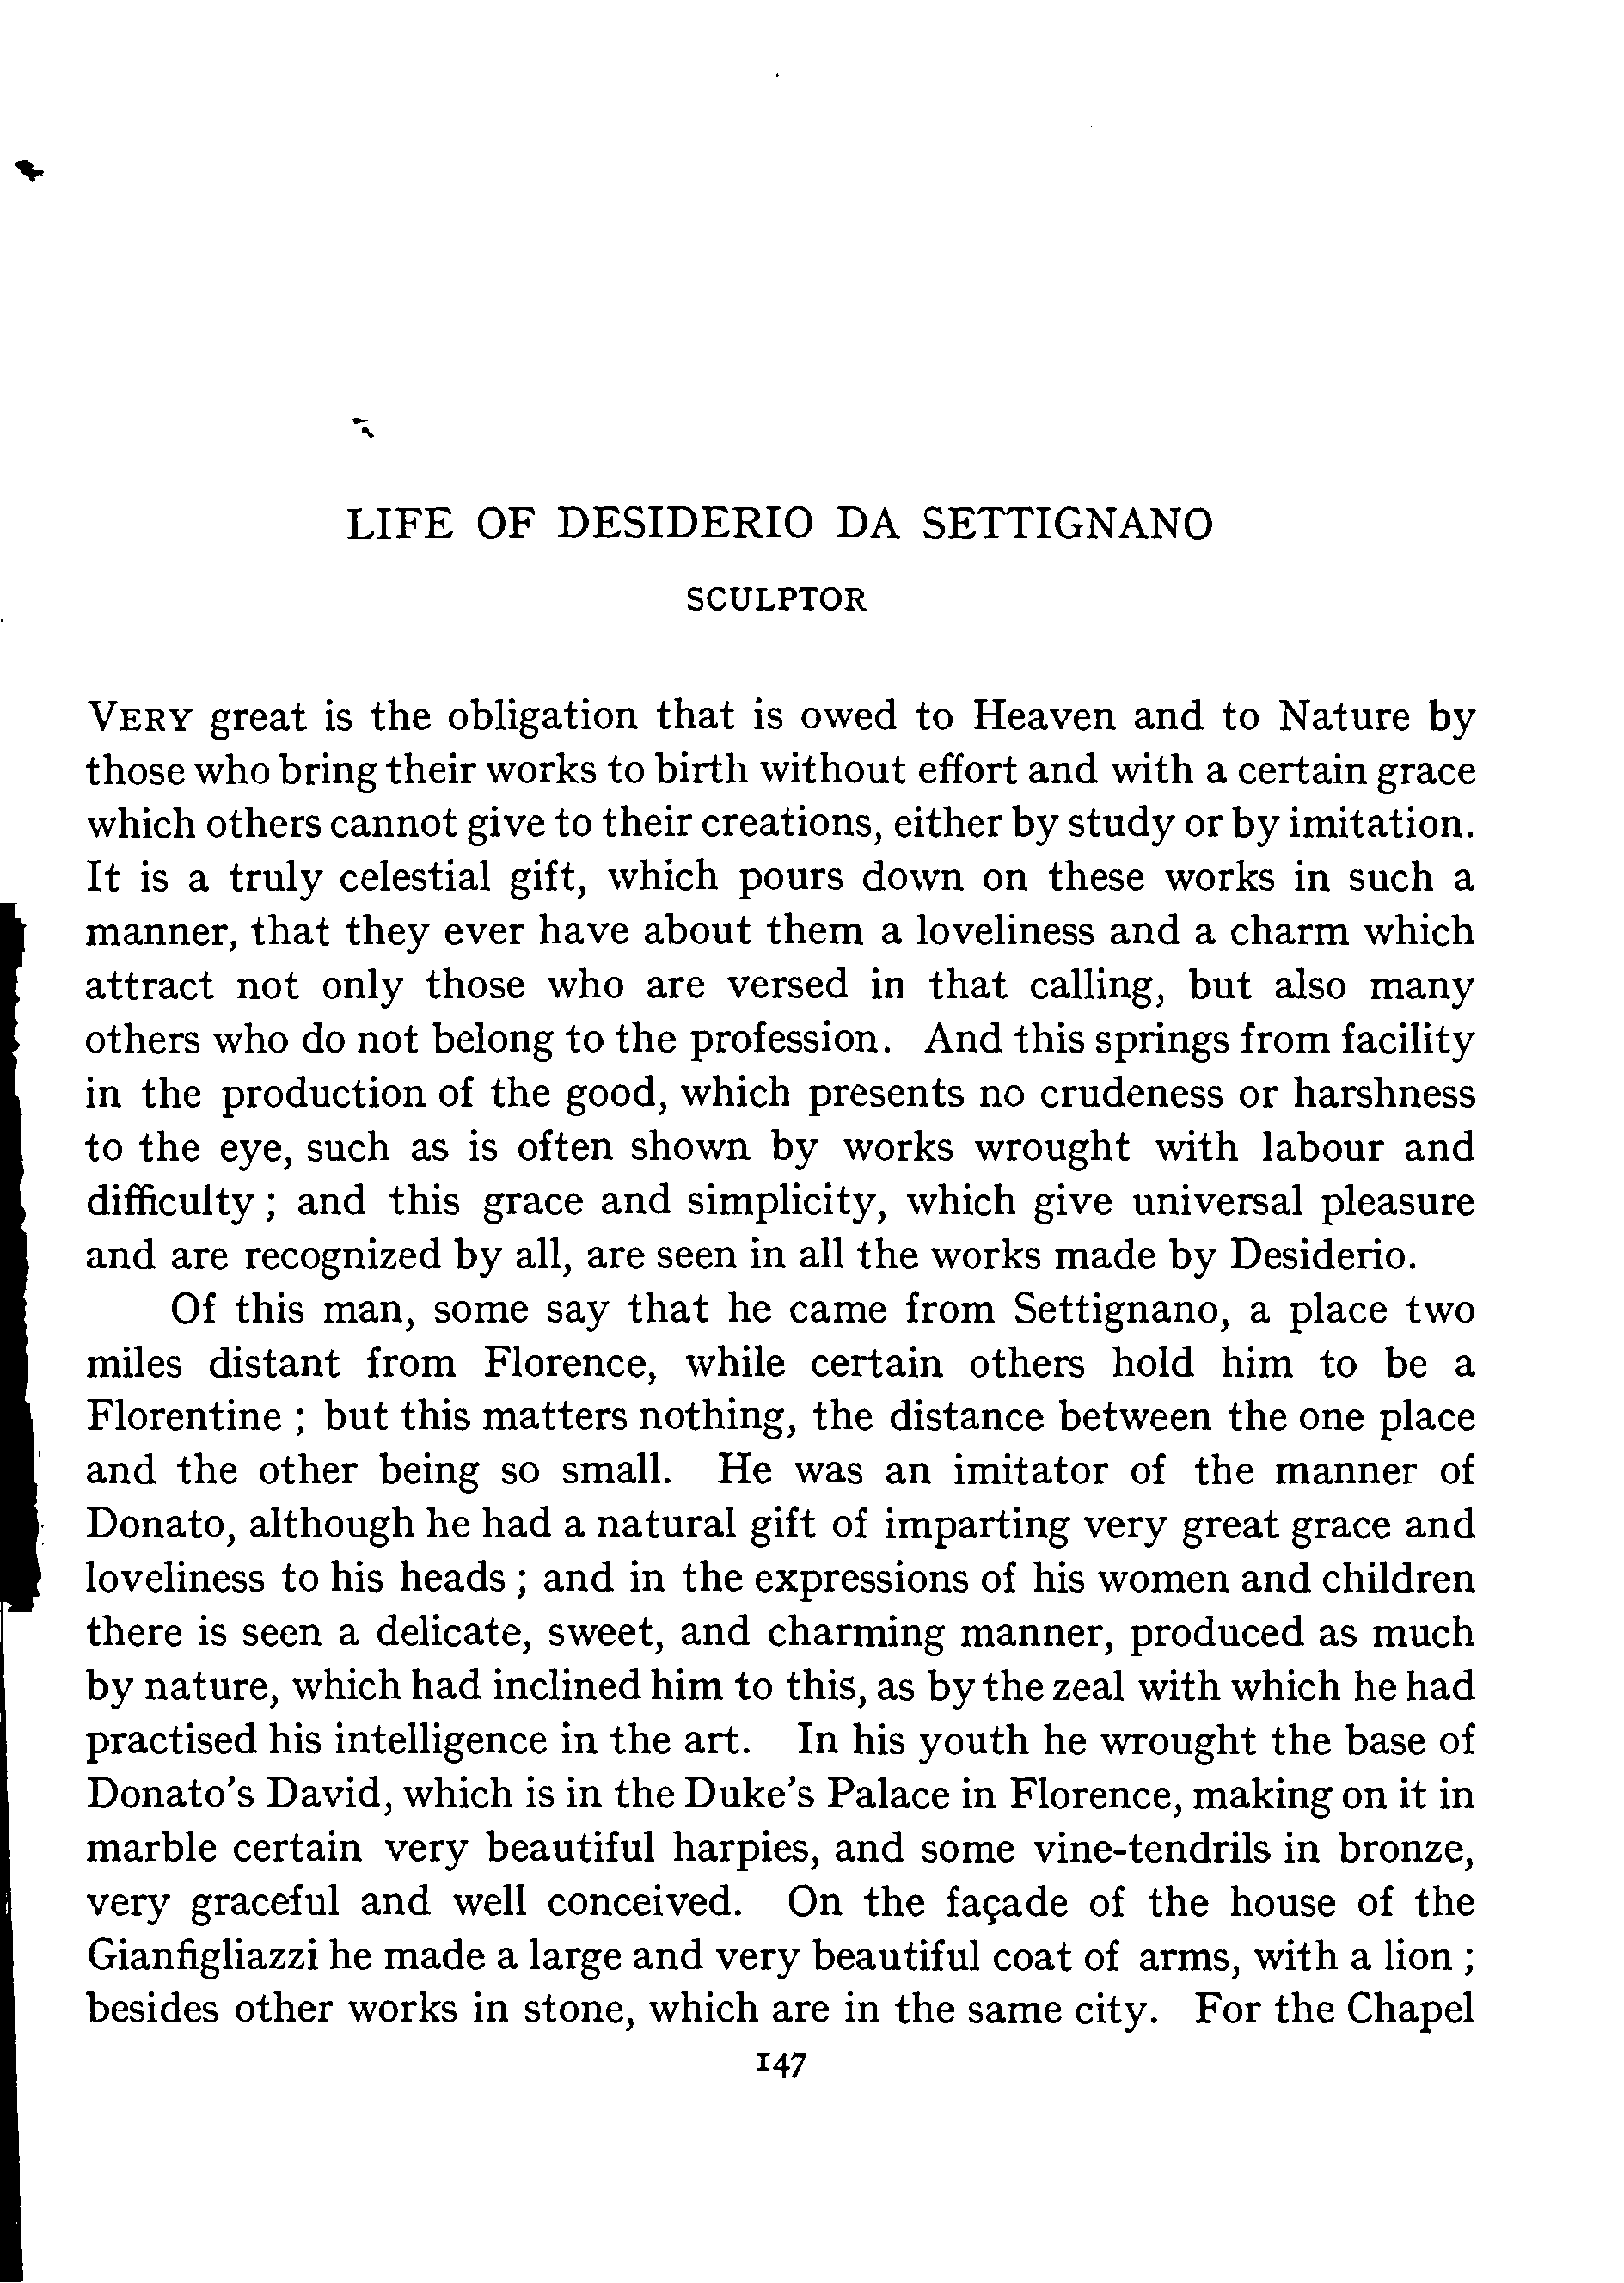 LIFE OF DESIDERIO DA SETTIGNANO
SCULPTOR
VERY great is the obligation that is owed to Heaven and to Nature by
those who bring their works to birth without effort and with a certain grace
which others cannot give to their creations, either by study or by imitation.
It is a truly celestial gift, which pours down on these works in such a
manner, that they ever have about them a loveliness and a charm which
attract not only those who are versed in that calling, but also many
others who do not belong to the profession. And this springs from facility
in the production of the good, which presents no crudeness or harshness
to the eye, such as is often shown by works wrought with labour and
difficulty ; and this grace and simplicity, which give universal pleasure
and are recognized by all, are seen in all the works made by Desiderio.
Of this man, some say that he came from Settignano, a place two
miles distant from Florence, while certain others hold him to be a
Florentine ; but this matters nothing, the distance between the one place
and the other being so small. He was an imitator of the manner of
Donato, although he had a natural gift of imparting very great grace and
loveliness to his heads ; and in the expressions of his women and children
there is seen a delicate, sweet, and charming manner, produced as much
by nature, which had inclined him to this, as by the zeal with which he had
practised his intelligence in the art. In his youth he wrought the base of
Donato's David, which is in the Duke's Palace in Florence, making on it in
marble certain very beautiful harpies, and some vine-tendrils in bronze,
very graceful and well conceived. On the façade of the house of the
Gianfigliazzi he made a large and very beautiful coat of arms, with a lion ;
besides other works in stone, which are in the same city. For the Chapel
147